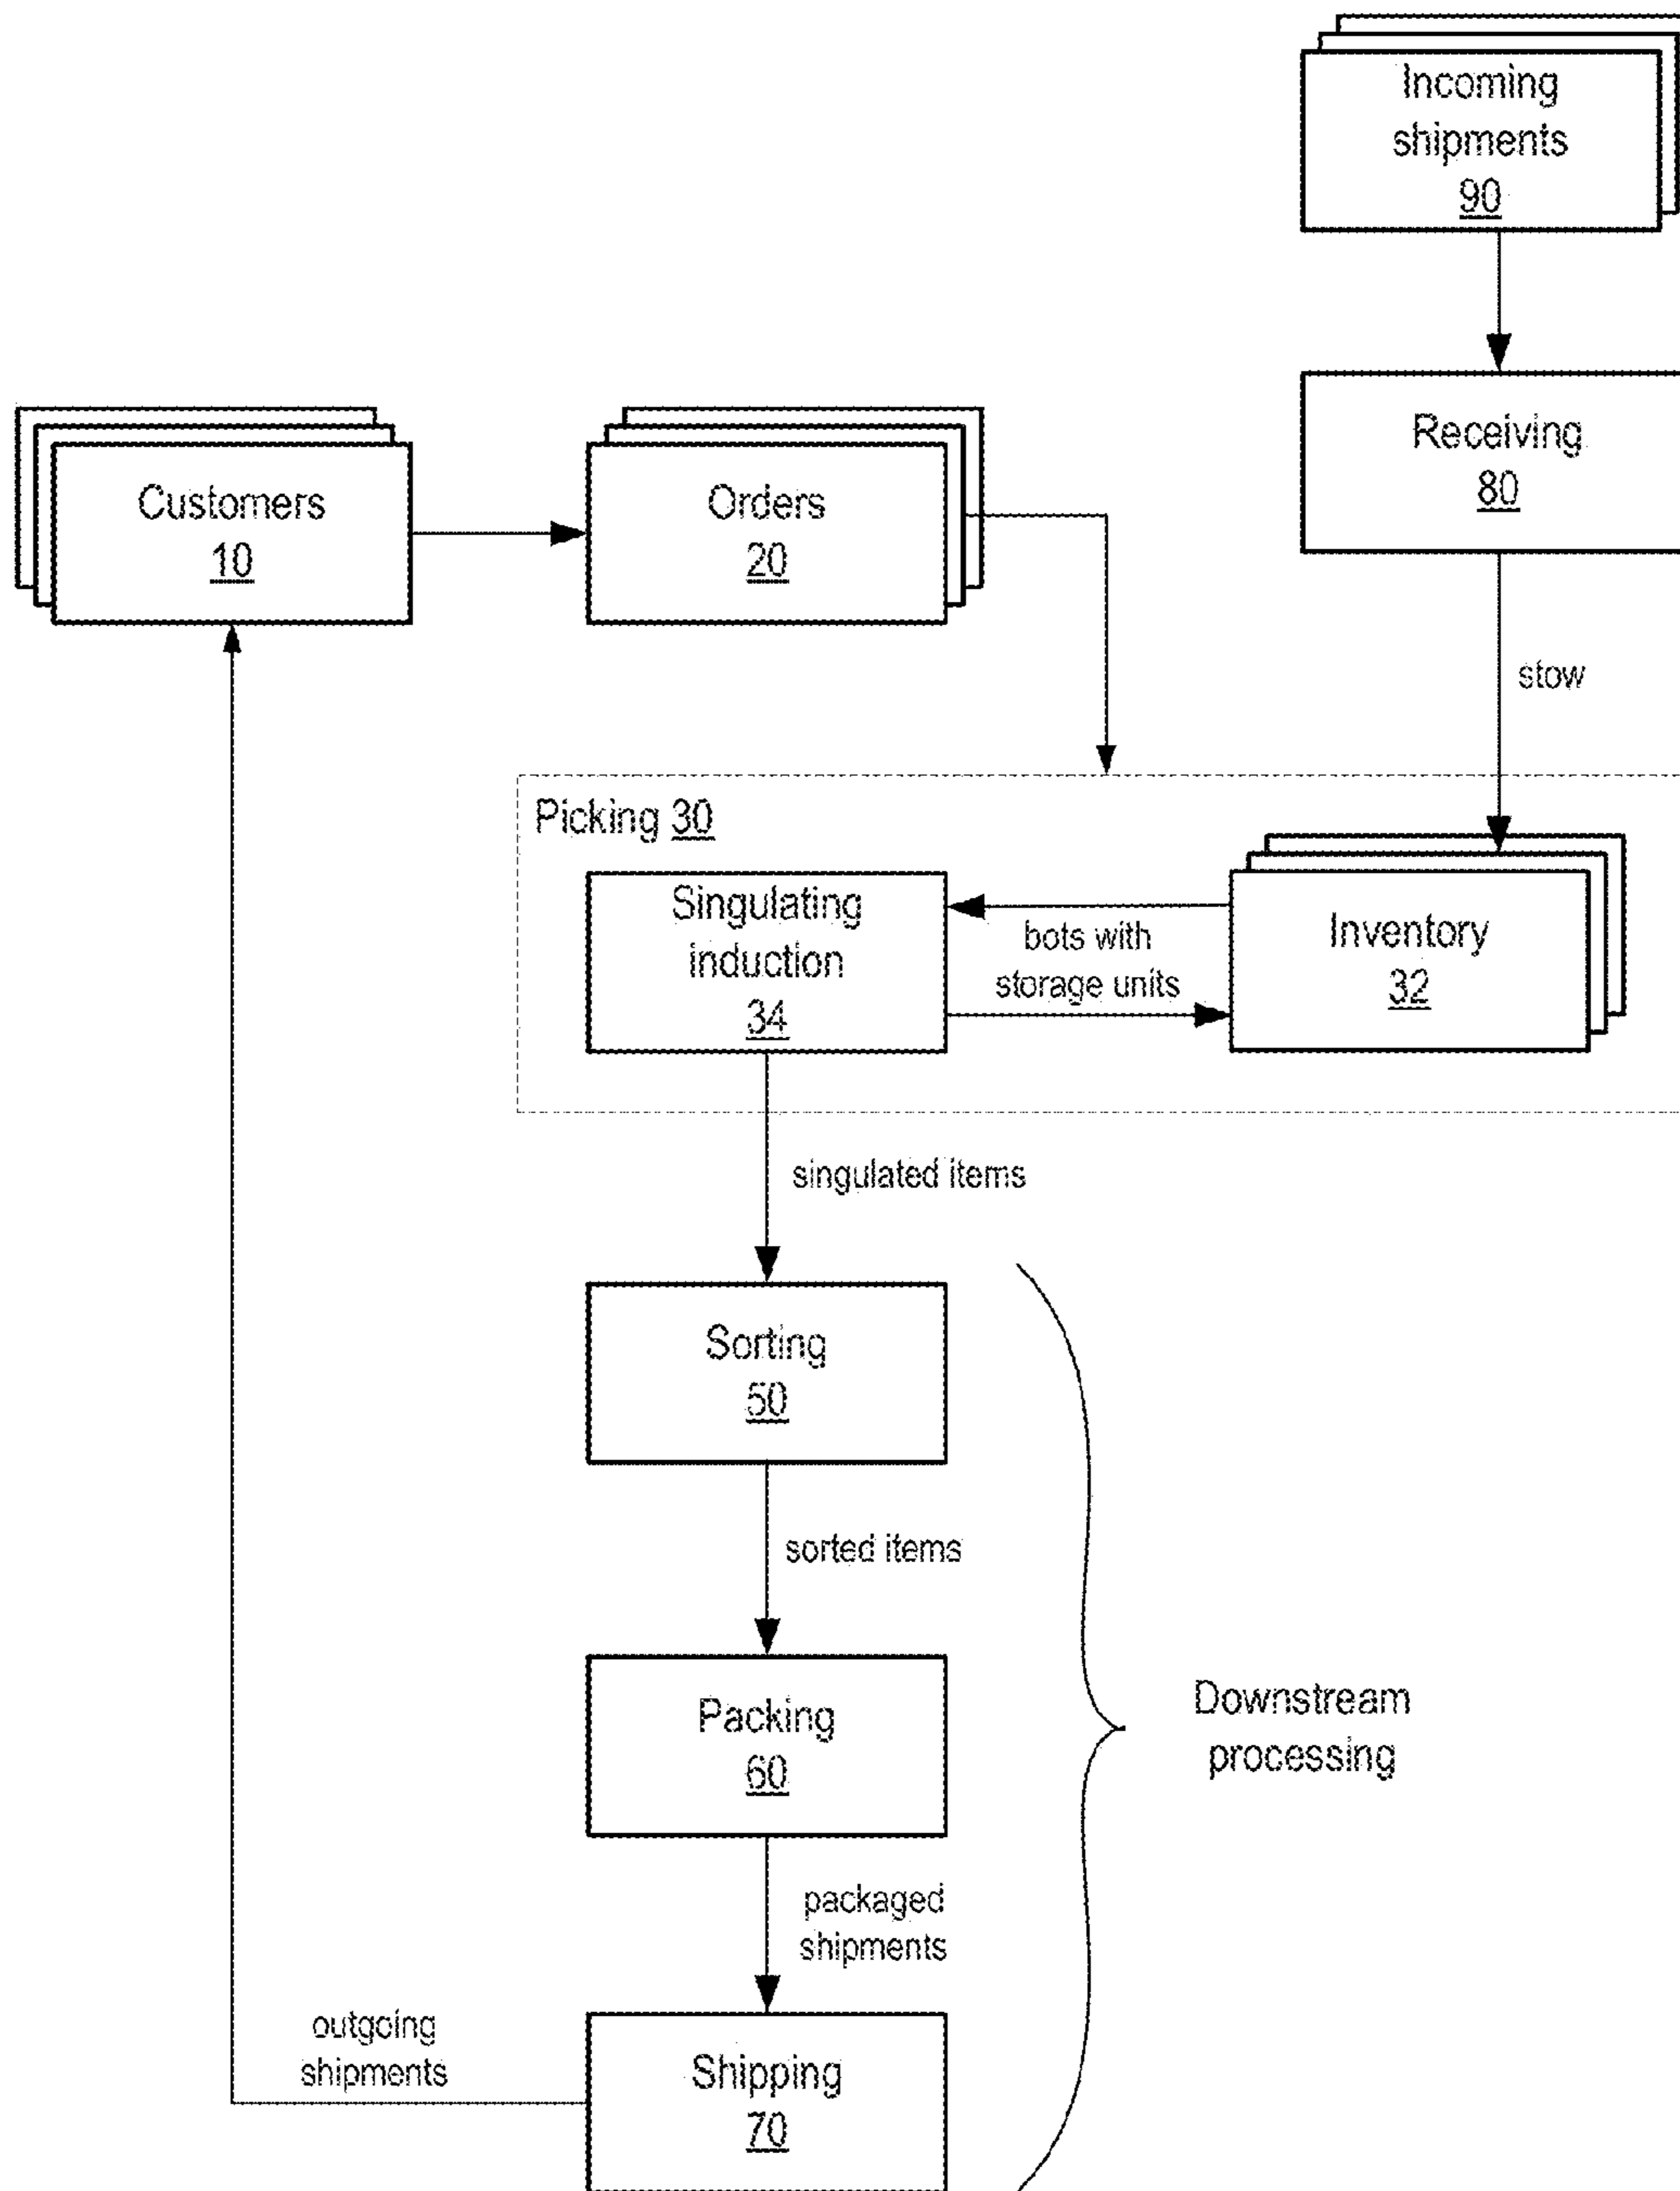 Incoming
shipments
90
Receiving
80
Customers
10
Orders
20
stow
Picking 30
Singulating
induction
34
bots with
storage units
Inventory
32
singulated items
Sorting
50
sorted items
Packing
60
Downstream
processing
packaged
shipments
outgoing
shipments
Shipping
70